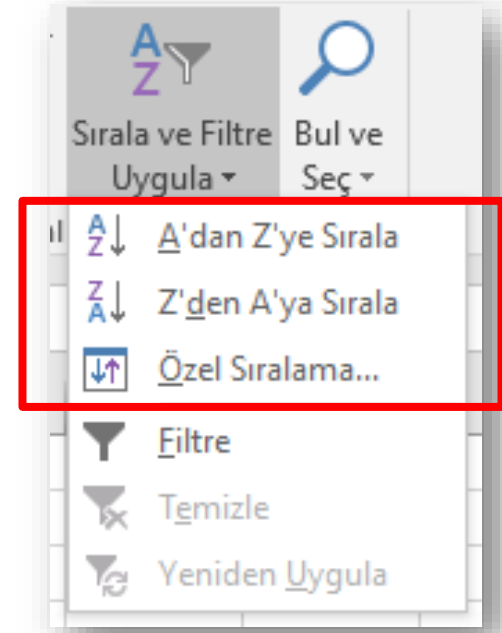 A
Z
Sırala ve Filtre
Uygula
Bul ve
Seç
A'dan Z'ye Sırala
Z'den A'ya Sırala
Özel Sıralama...
Filtre
Temizle
Yeniden Uygula